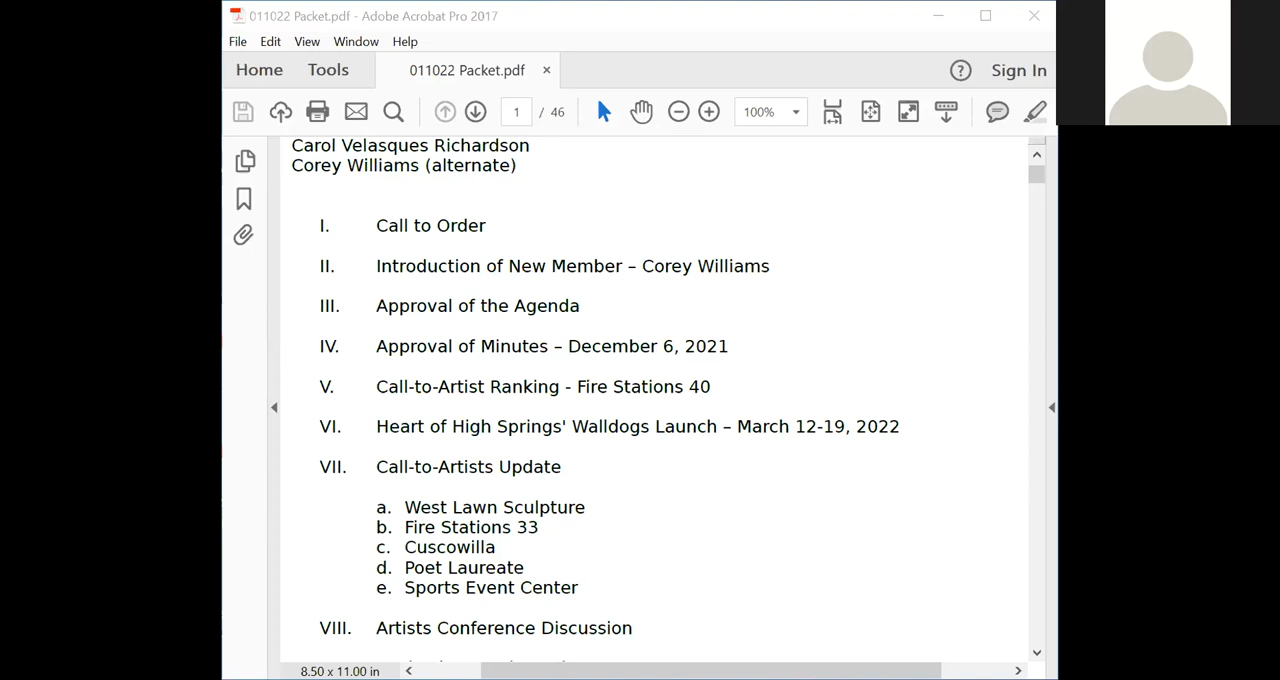 011022 Packet.pdf - Adobe Acrobat Pro 2017
File Edit View Window Help
Home Tools 011022 Packet.pdf × Sign In
1 / 46 100%
Carol Velasques Richardson
Corey Williams (alternate)
I. Call to Order
II. Introduction of New Member – Corey Williams
III. Approval of the Agenda
IV. Approval of Minutes – December 6, 2021
V. Call-to-Artist Ranking - Fire Stations 40
VI. Heart of High Springs' Walldogs Launch – March 12-19, 2022
VII. Call-to-Artists Update
a. West Lawn Sculpture
b. Fire Stations 33
c. Cuscowilla
d. Poet Laureate
e. Sports Event Center
VIII. Artists Conference Discussion
8.50 x 11.00 in